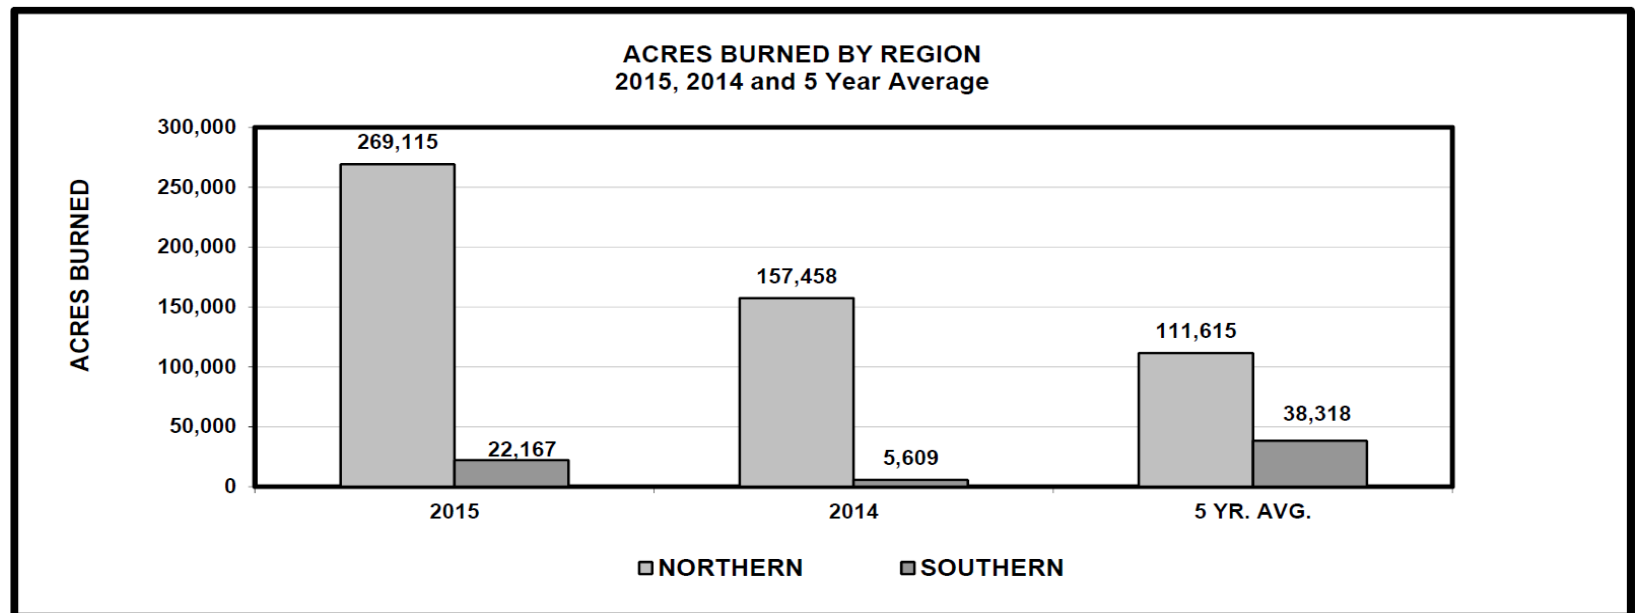 ACRES BURNED BY REGION
2015, 2014 and 5 Year Average
ACRES BURNED
300,000
250,000
200,000
150,000
100,000
50,000
0
269,115
22,167
157,458
5,609
111,615
38,318
2015
2014
5 YR. AVG.
NORTHERN
SOUTHERN